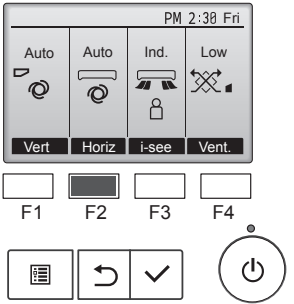 PM 2:30 Fri
Auto Auto Ind. Low
Vert Horiz i-see Vent.
F1 F2 F3 F4